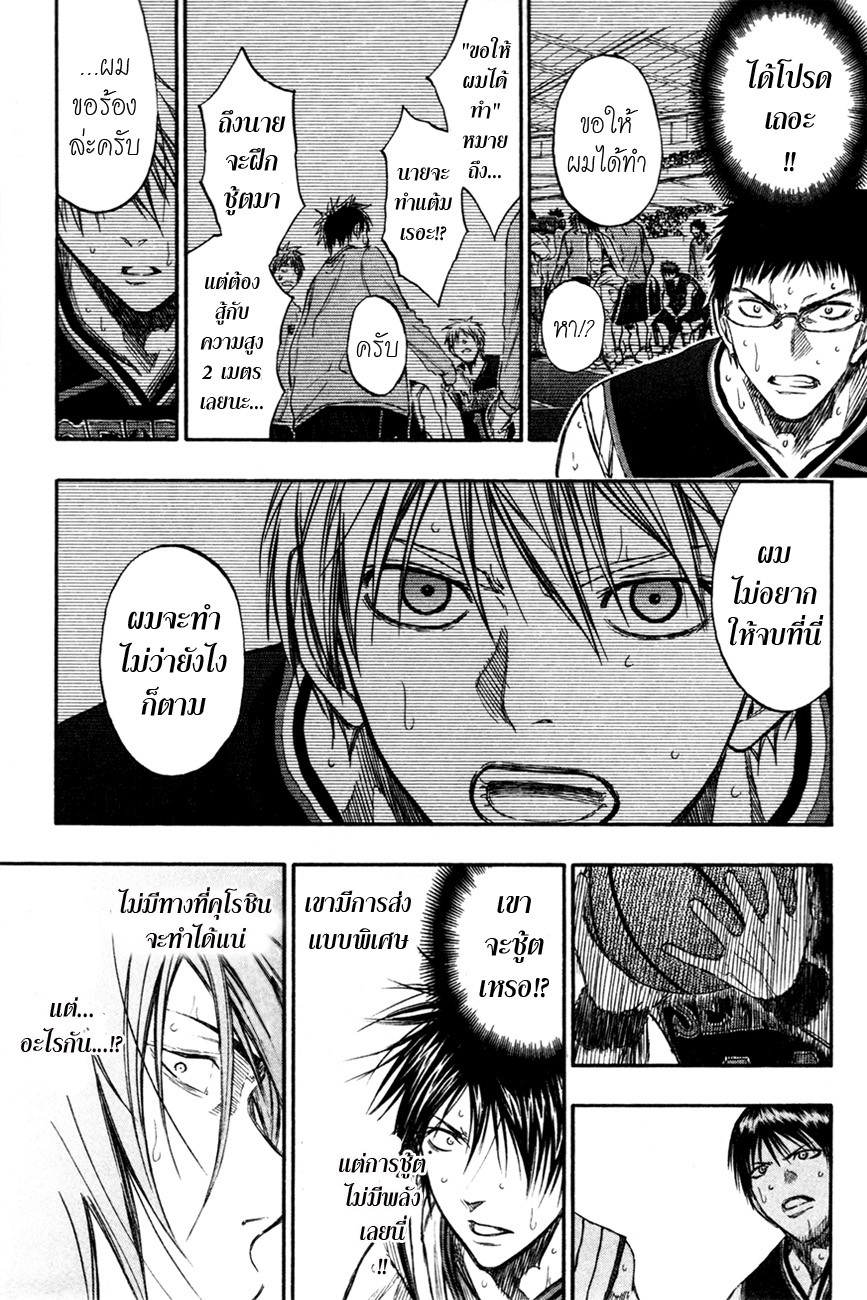 ได้โปรด
เถอะ
!!
ขอให้
ผมได้ทำ
หา!?
"ขอให้
ผมได้
ทำ"
หมาย
ถึง...
นายจะ
ทำแต้ม
เรอะ!?
ครับ
ถึงนาย
จะฝึก
ชู้ตมา
แต่ต้อง
สู้กับ
ความสูง
2 เมตร
เลยนะ...
...ผม
ขอร้อง
ล่ะครับ
ผม
ไม่อยาก
ให้จบที่นี่
ผมจะทำ
ไม่ว่ายังไง
ก็ตาม
เขา
จะชู้ต
เหรอ!?
เขามีการส่ง
แบบพิเศษ
แต่การชู้ต
ไม่มีพลัง
เลยนี่
!!
ไม่มีทางที่คุโรชิน
จะทำได้แน่
แต่...
อะไรกัน...!?